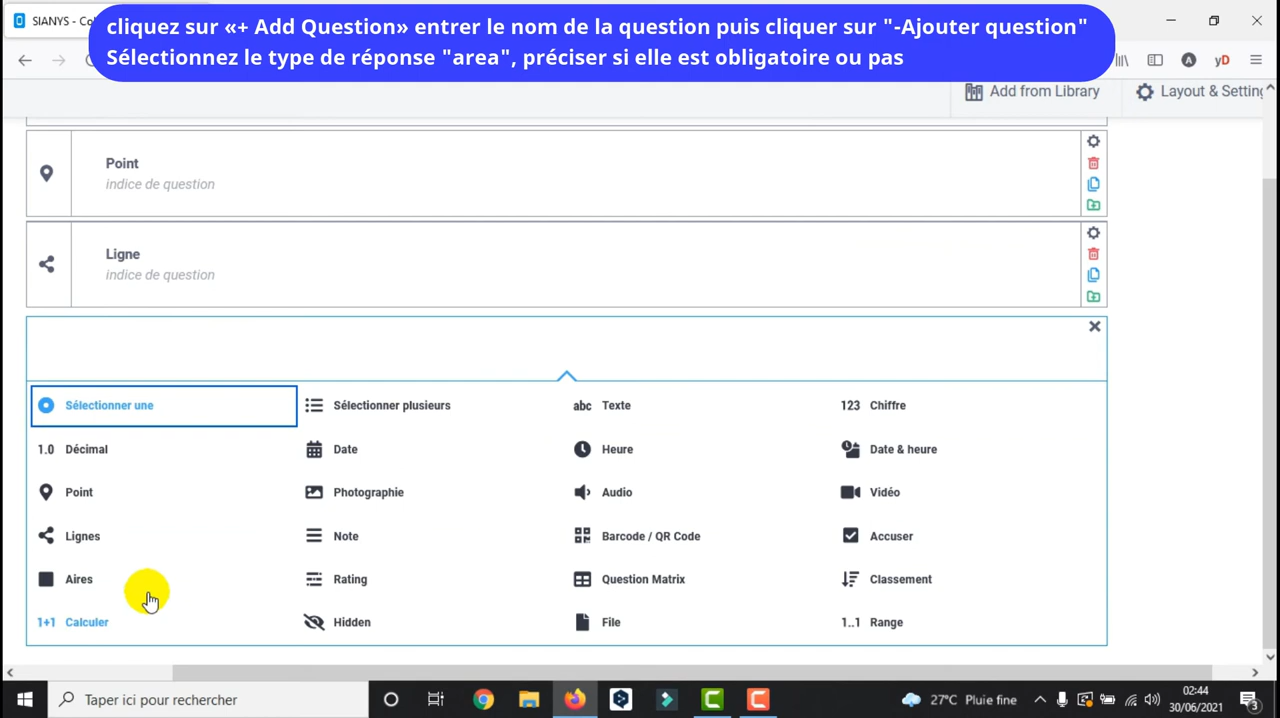 SIANYS - Co
cliquez sur «+ Add Question» entrer le nom de la question puis cliquer sur "-Ajouter question"
Sélectionnez le type de réponse "area", préciser si elle est obligatoire ou pas
A
yD
Add from Library
Layout & Setting
Point
indice de question
Ligne
indice de question
Sélectionner une
Sélectionner plusieurs
abc Texte
123 Chiffre
1.0 Décimal
Date
Heure
Date & heure
Point
Photographie
Audio
Vidéo
Lignes
Note
Barcode / QR Code
Accuser
Aires
Rating
Question Matrix
Classement
1+1 Calculer
Hidden
File
1..1 Range
Taper ici pour rechercher
27°C Pluie fine
02:44
30/06/2021
3